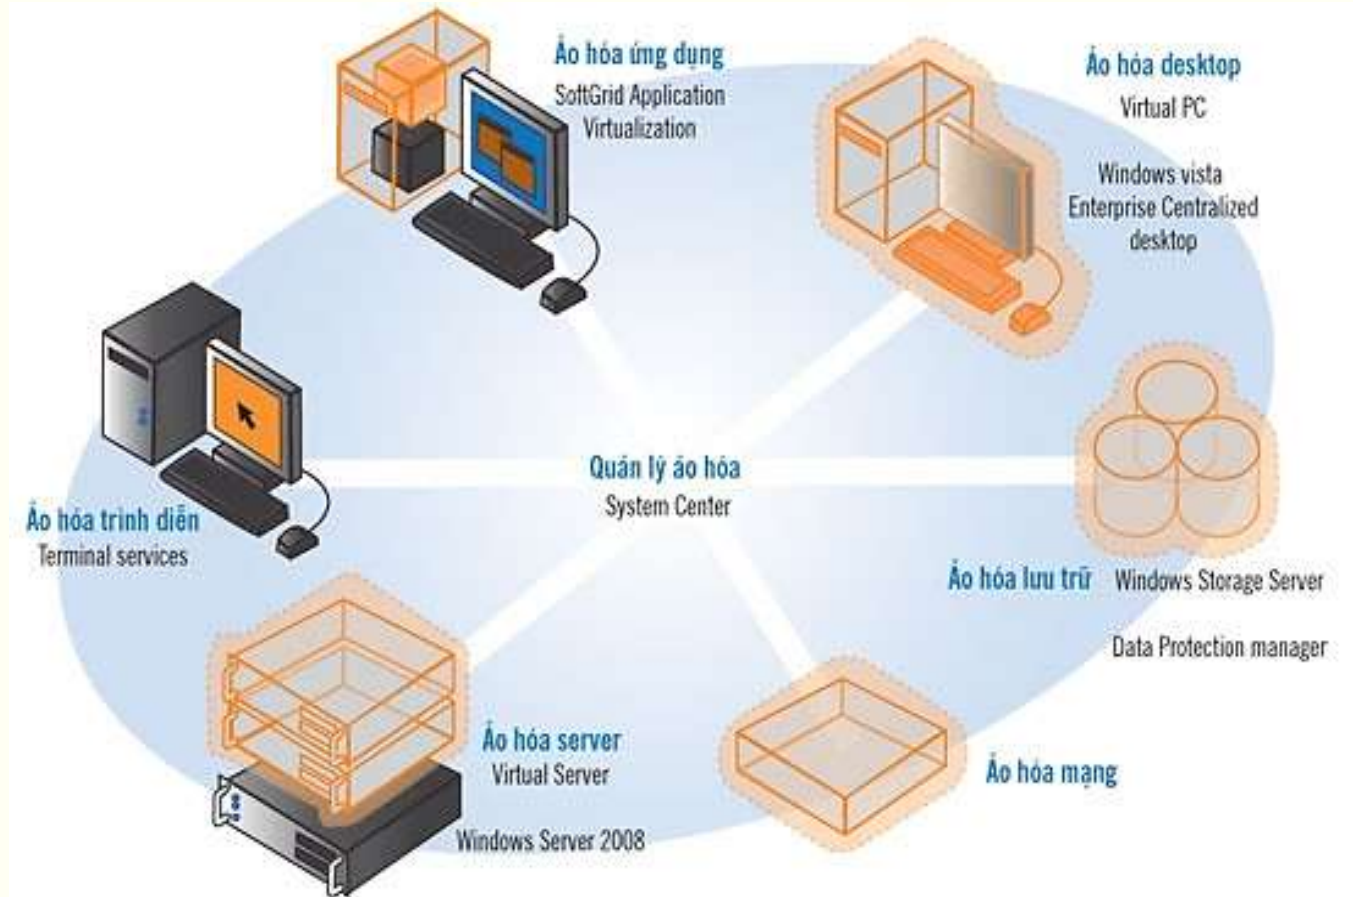 Ảo hóa ứng dụng
SoftGrid Application
Virtualization
Ảo hóa desktop
Virtual PC
Windows vista
Enterprise Centralized
desktop
Quản lý ảo hóa
System Center
Ảo hóa trình diễn
Terminal services
Ảo hóa lưu trữ Windows Storage Server
Data Protection manager
Ảo hóa server
Virtual Server
Windows Server 2008
Ảo hóa mạng